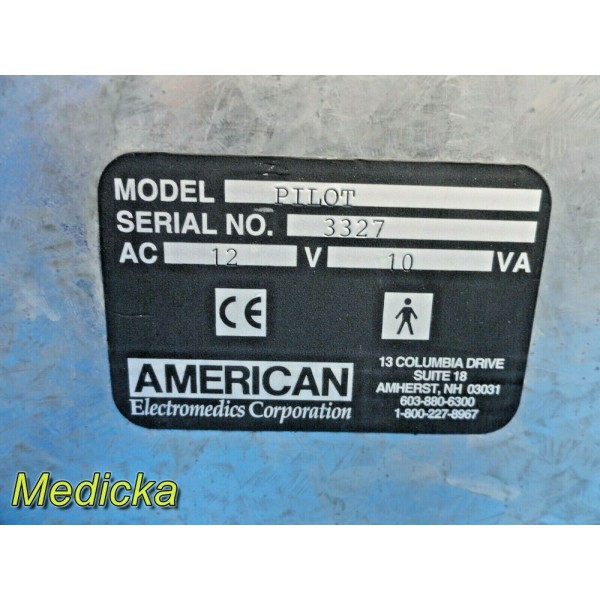 MODEL PILOT
SERIAL NO. 3327
AC 12 V 10 VA
CE
AMERICAN
Electromedics Corporation
13 COLUMBIA DRIVE
SUITE 18
AMHERST, NH 03031
603-880-6300
1-800-227-8967
Medicka